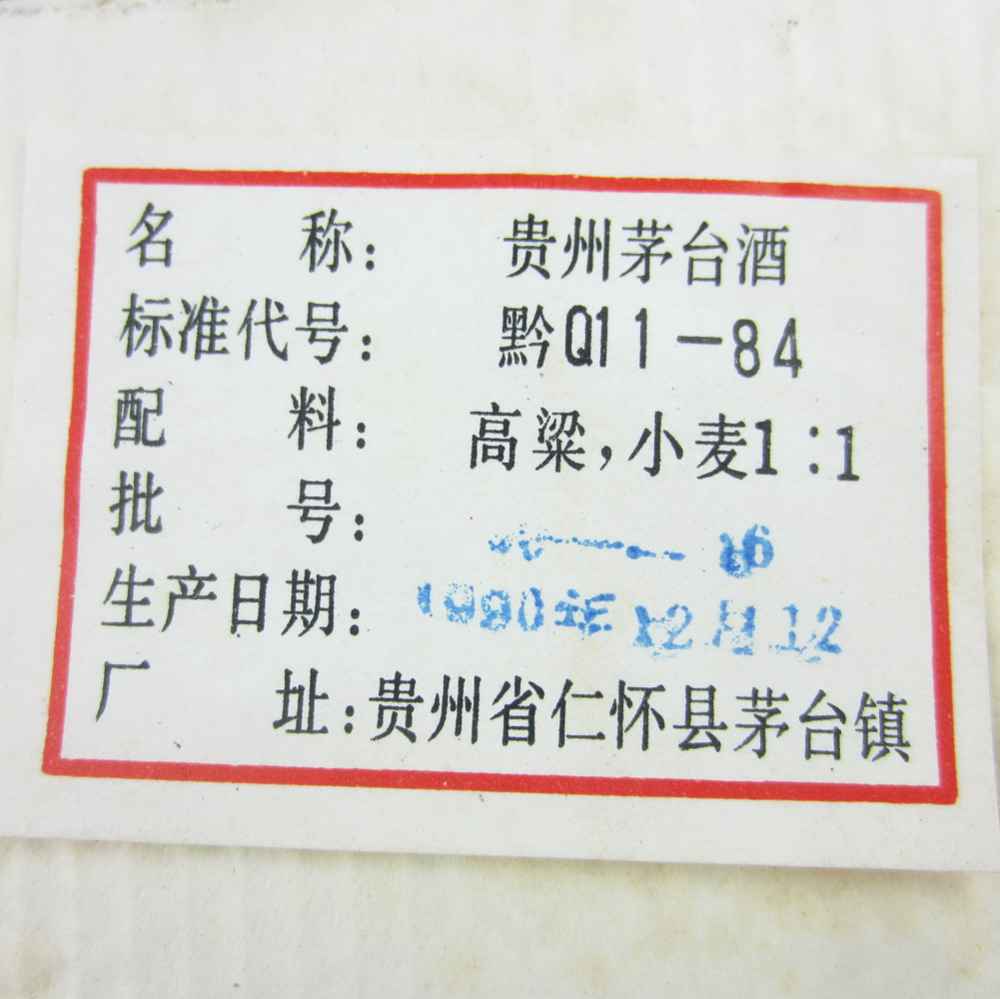 名 称： 贵州茅台酒
标准代号： 黔Q11-84
配 料： 高粱，小麦1:1
批 号：
生产日期： 1990年12月12
厂 址：贵州省仁怀县茅台镇